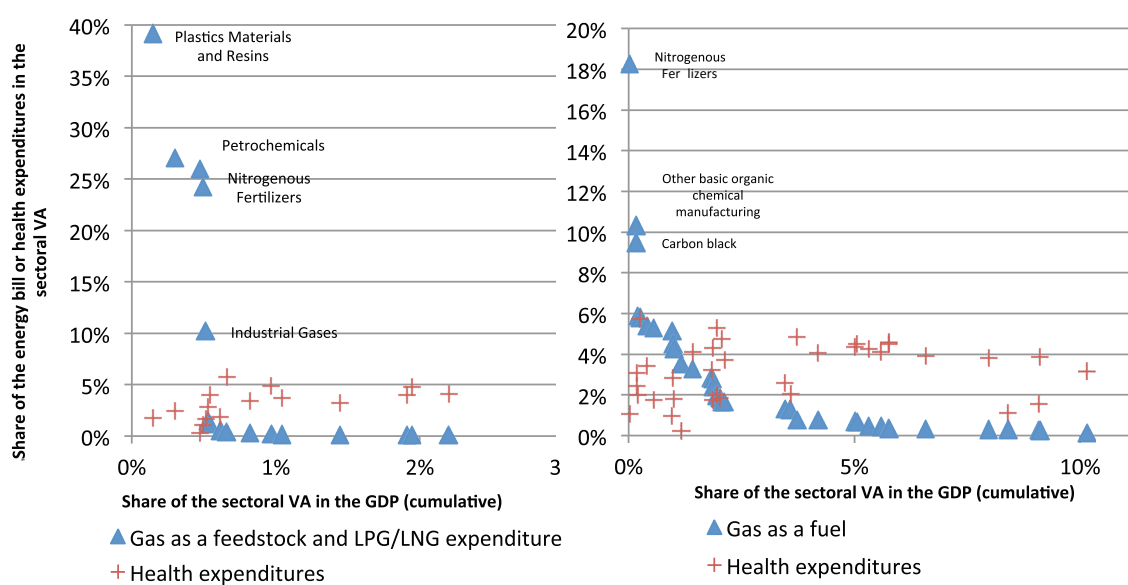 Share of the energy bill or health expenditures in the
sectoral VA
40%
35%
30%
25%
20%
15%
10%
5%
0%
Plastics Materials
and Resins
Petrochemicals
Nitrogenous
Fertilizers
Industrial Gases
0%
1%
2%
3
Share of the sectoral VA in the GDP (cumulative)
Gas as a feedstock and LPG/LNG expenditure
Health expenditures
20%
18%
16%
14%
12%
10%
8%
6%
4%
2%
0%
Nitrogenous
Fer lizers
Other basic organic
chemical
manufacturing
Carbon black
0%
5%
10%
Share of the sectoral VA in the GDP (cumulative)
Gas as a fuel
Health expenditures